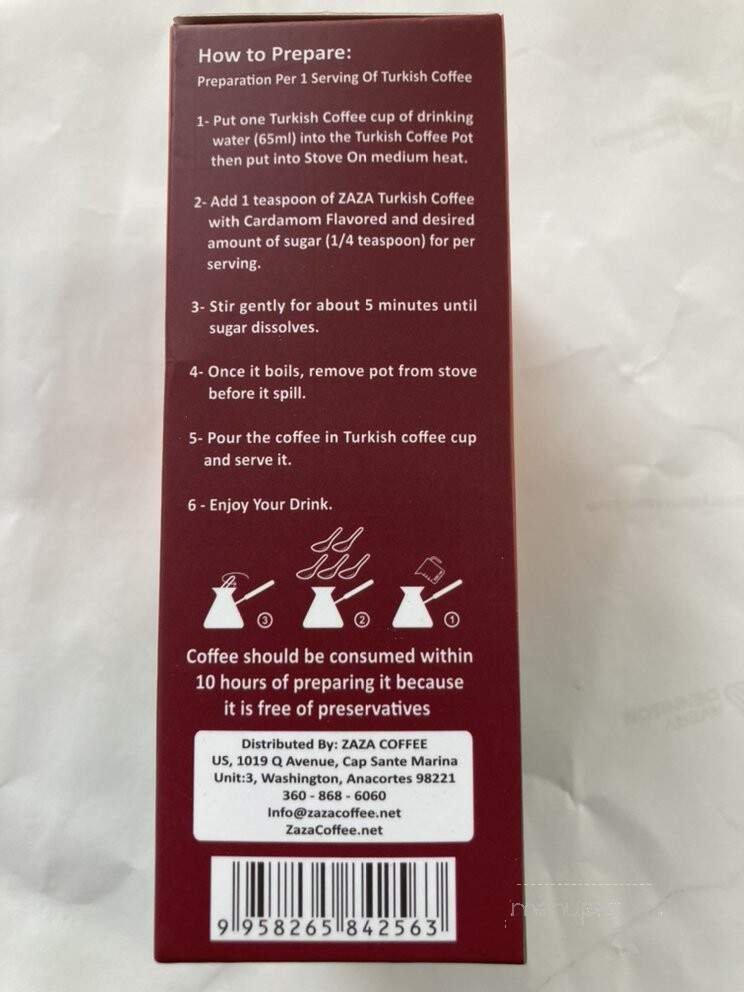 How to Prepare:
Preparation Per 1 Serving Of Turkish Coffee
1- Put one Turkish Coffee cup of drinking
water (65ml) into the Turkish Coffee Pot
then put into Stove On medium heat.
2- Add 1 teaspoon of ZAZA Turkish Coffee
with Cardamom Flavored and desired
amount of sugar (1/4 teaspoon) for per
serving.
3- Stir gently for about 5 minutes until
sugar dissolves.
4- Once it boils, remove pot from stove
before it spill.
5- Pour the coffee in Turkish coffee cup
and serve it.
6 - Enjoy Your Drink.
3 2 1
Coffee should be consumed within
10 hours of preparing it because
it is free of preservatives
Distributed By: ZAZA COFFEE
US, 1019 Q Avenue, Cap Sante Marina
Unit:3, Washington, Anacortes 98221
360 - 868 - 6060
Info@zazacoffee.net
ZazaCoffee.net
9 958265 842563